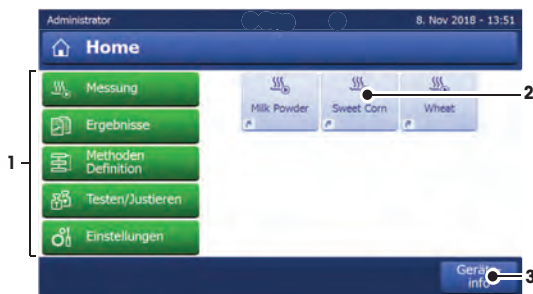 Administrator
8. Nov 2018 - 13:51
Home
1
Messung
Ergebnisse
Methoden
Definition
Testen/Justieren
Einstellungen
Milk Powder
Sweet Corn
Wheat
2
info
3